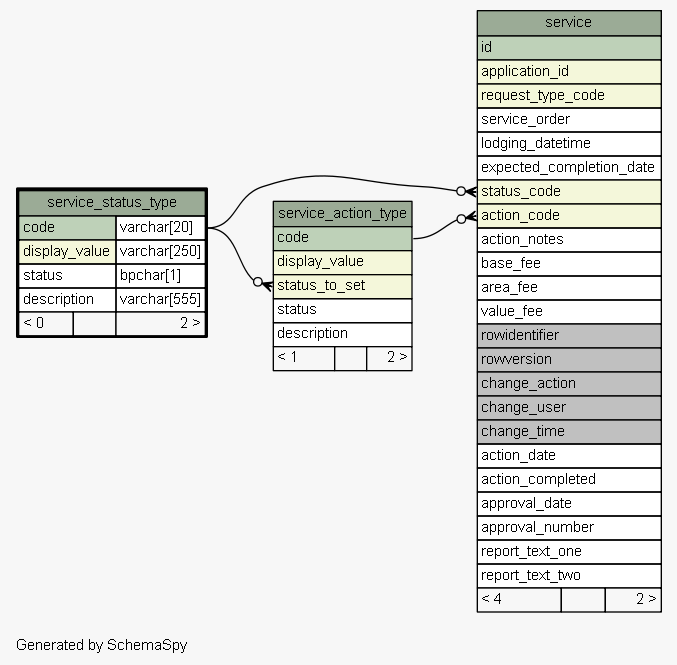 service_status_type
code varchar[20]
display_value varchar[250]
status bpchar[1]
description varchar[555]
< 0 2 >
service_action_type
code
display_value
status_to_set
status
description
< 1 2 >
service
id
application_id
request_type_code
service_order
lodging_datetime
expected_completion_date
status_code
action_code
action_notes
base_fee
area_fee
value_fee
rowidentifier
rowversion
change_action
change_user
change_time
action_date
action_completed
approval_date
approval_number
report_text_one
report_text_two
< 4 2 >
Generated by SchemaSpy